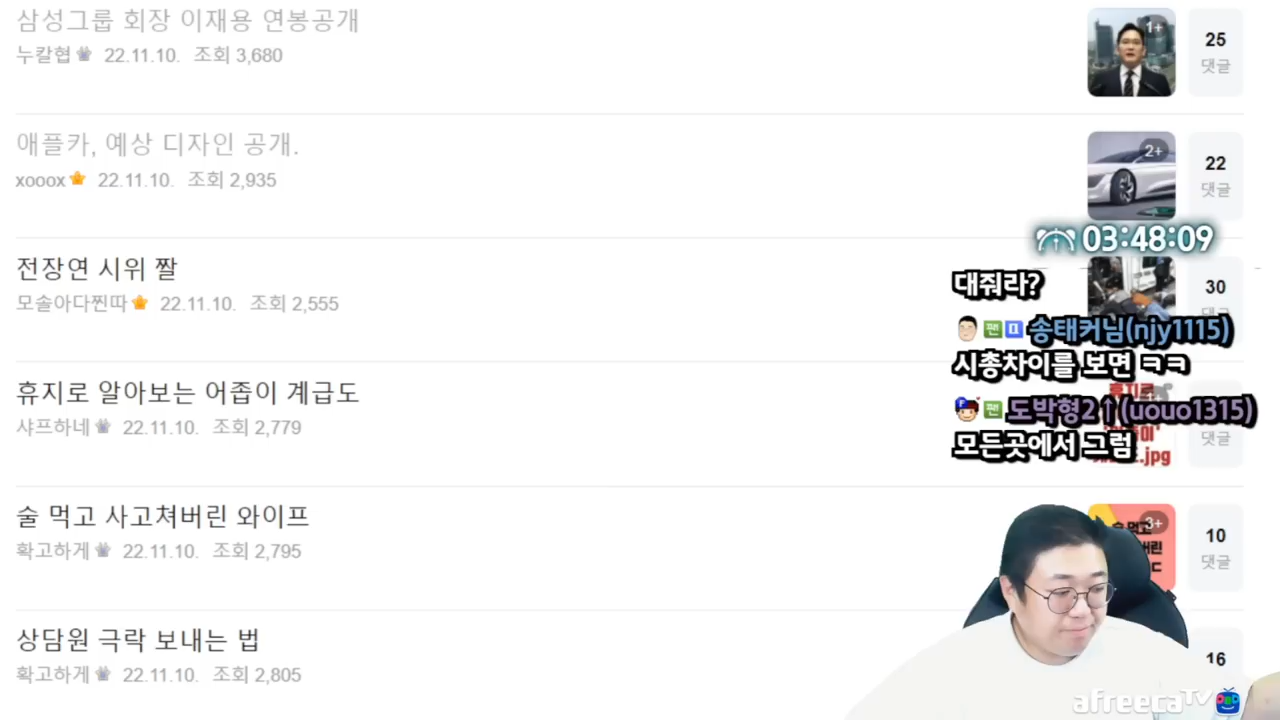 삼성그룹 회장 이재용 연봉공개
누칼협 22.11.10. 조회 3,680
1+
25
댓글
애플카, 예상 디자인 공개.
xooox 22.11.10. 조회 2,935
2+
22
댓글
03:48:09
전장연 시위 짤
모솔아다찐따 22.11.10. 조회 2,555
30
대줘라?
팬 송태커님(njy1115)
시총차이를 보면 ㅋㅋ
휴지로 알아보는 어좁이 계급도
샤프하네 22.11.10. 조회 2,779
휴지로
.jpg
댓글
팬 도박형2↑(uouo1315)
모든곳에서 그럼
술 먹고 사고쳐버린 와이프
확고하게 22.11.10. 조회 2,795
3+
10
댓글
상담원 극락 보내는 법
확고하게 22.11.10. 조회 2,805
16
afreecaTV